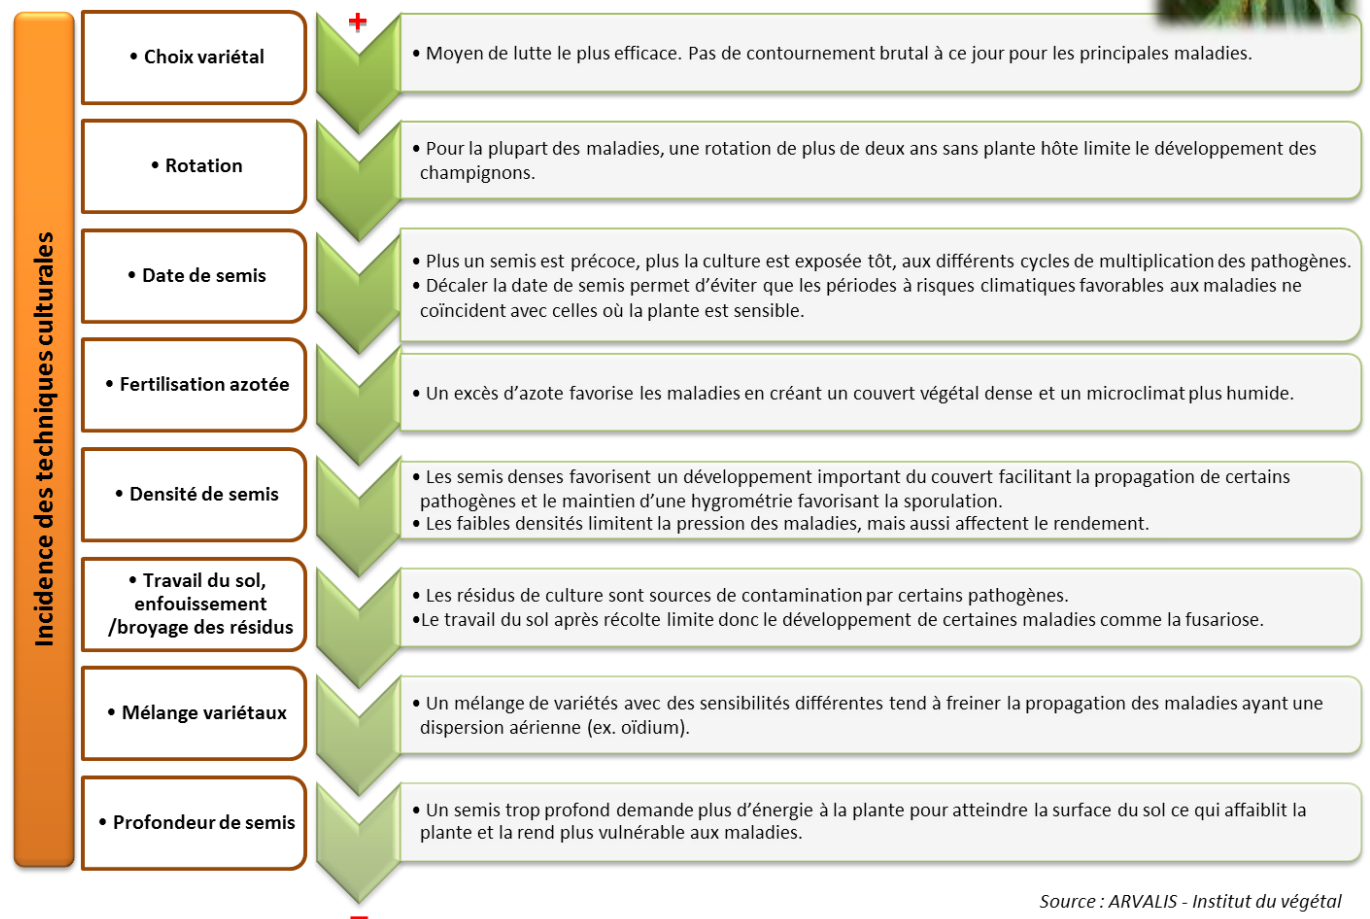 Incidence des techniques culturales
+
• Choix variétal
• Moyen de lutte le plus efficace. Pas de contournement brutal à ce jour pour les principales maladies.
• Rotation
• Pour la plupart des maladies, une rotation de plus de deux ans sans plante hôte limite le développement des
champignons.
• Date de semis
• Plus un semis est précoce, plus la culture est exposée tôt, aux différents cycles de multiplication des pathogènes.
• Décaler la date de semis permet d'éviter que les périodes à risques climatiques favorables aux maladies ne
coïncident avec celles où la plante est sensible.
• Fertilisation azotée
• Un excès d'azote favorise les maladies en créant un couvert végétal dense et un microclimat plus humide.
• Densité de semis
• Les semis denses favorisent un développement important du couvert facilitant la propagation de certains
pathogènes et le maintien d'une hygrométrie favorisant la sporulation.
• Les faibles densités limitent la pression des maladies, mais aussi affectent le rendement.
• Travail du sol,
enfouissement
/broyage des résidus
• Les résidus de culture sont sources de contamination par certains pathogènes.
•Le travail du sol après récolte limite donc le développement de certaines maladies comme la fusariose.
• Mélange variétaux
• Un mélange de variétés avec des sensibilités différentes tend à freiner la propagation des maladies ayant une
dispersion aérienne (ex. oïdium).
• Profondeur de semis
• Un semis trop profond demande plus d'énergie à la plante pour atteindre la surface du sol ce qui affaiblit la
plante et la rend plus vulnérable aux maladies.
–
Source : ARVALIS - Institut du végétal